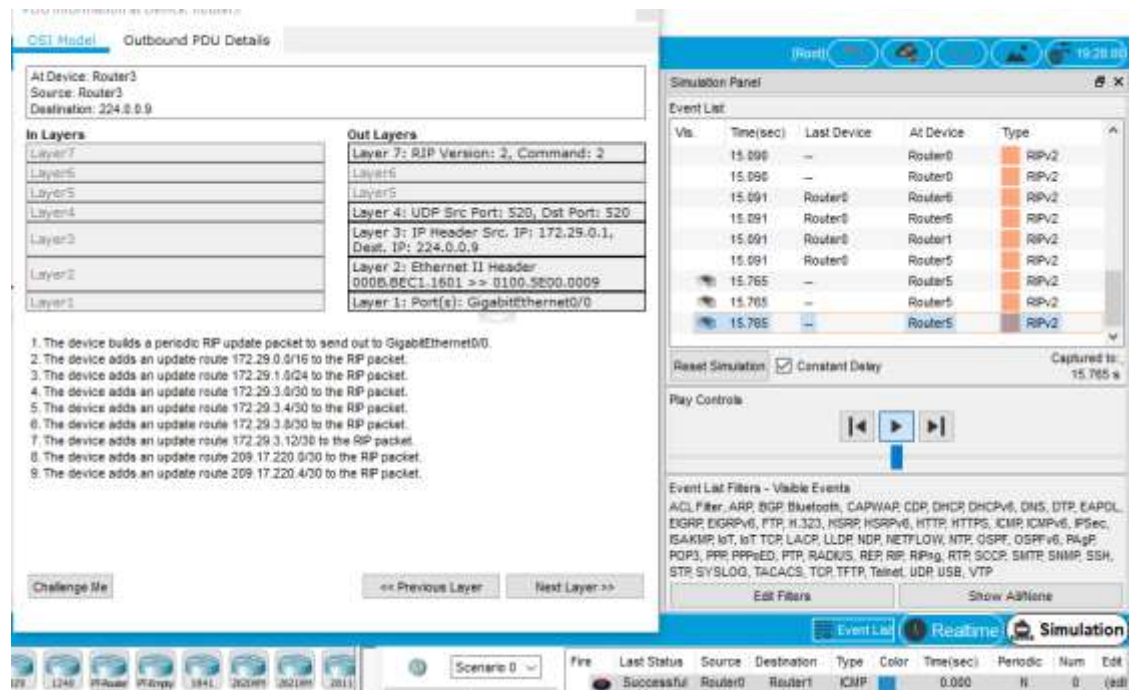 PDU Information at Device: Router3
OSI Model Outbound PDU Details
At Device: Router3
Source: Router3
Destination: 224.0.0.9
In Layers Out Layers
Layer7 Layer 7: RIP Version: 2, Command: 2
Layer6 Layer6
Layer5 Layer5
Layer4 Layer 4: UDP Src Port: 520, Dst Port: 520
Layer3 Layer 3: IP Header Src. IP: 172.29.0.1, Dest. IP: 224.0.0.9
Layer2 Layer 2: Ethernet II Header 000B.BEC1.1601 >> 0100.5E00.0009
Layer1 Layer 1: Port(s): GigabitEthernet0/0
1. The device builds a periodic RIP update packet to send out to GigabitEthernet0/0.
2. The device adds an update route 172.29.0.0/16 to the RIP packet.
3. The device adds an update route 172.29.1.0/24 to the RIP packet.
4. The device adds an update route 172.29.3.0/30 to the RIP packet.
5. The device adds an update route 172.29.3.4/30 to the RIP packet.
6. The device adds an update route 172.29.3.8/30 to the RIP packet.
7. The device adds an update route 172.29.3.12/30 to the RIP packet.
8. The device adds an update route 209.17.220.0/30 to the RIP packet.
9. The device adds an update route 209.17.220.4/30 to the RIP packet.
Challenge Me << Previous Layer Next Layer >>
[Root] 19:28:00
Simulation Panel
Event List
Vis. Time(sec) Last Device At Device Type
15.090 -- Router0 RIPv2
15.090 -- Router0 RIPv2
15.091 Router0 Router6 RIPv2
15.091 Router0 Router6 RIPv2
15.091 Router0 Router1 RIPv2
15.091 Router0 Router6 RIPv2
15.765 -- Router5 RIPv2
15.765 -- Router5 RIPv2
15.765 -- Router5 RIPv2
Reset Simulation Constant Delay Captured to:
15.765 s
Play Controls
Event List Filters - Visible Events
ACL Filter, ARP, BGP, Bluetooth, CAPWAP, CDP, DHCP, DHCPv6, DNS, DTP, EAPOL,
EIGRP, EIGRPv6, FTP, H.323, HSRP, HSRPv6, HTTP, HTTPS, ICMP, ICMPv6, IPSec,
ISAKMP, IoT, IoT TCP, LACP, LLDP, NDP, NETFLOW, NTP, OSPF, OSPFv6, PAgP,
POP3, PPP, PPPoED, PTP, RADIUS, REP, RIP, RIPng, RTP, SCCP, SMTP, SNMP, SSH,
STP, SYSLOG, TACACS, TCP, TFTP, Telnet, UDP, USB, VTP
Edit Filters Show All/None
Event List Realtime Simulation
1240 PT-Router PT-Empty 1841 2620XM 2621XM 2811
Scenario 0 Fire Last Status Source Destination Type Color Time(sec) Periodic Num Edit
Successful Router0 Router1 ICMP 0.000 N 0 (edi